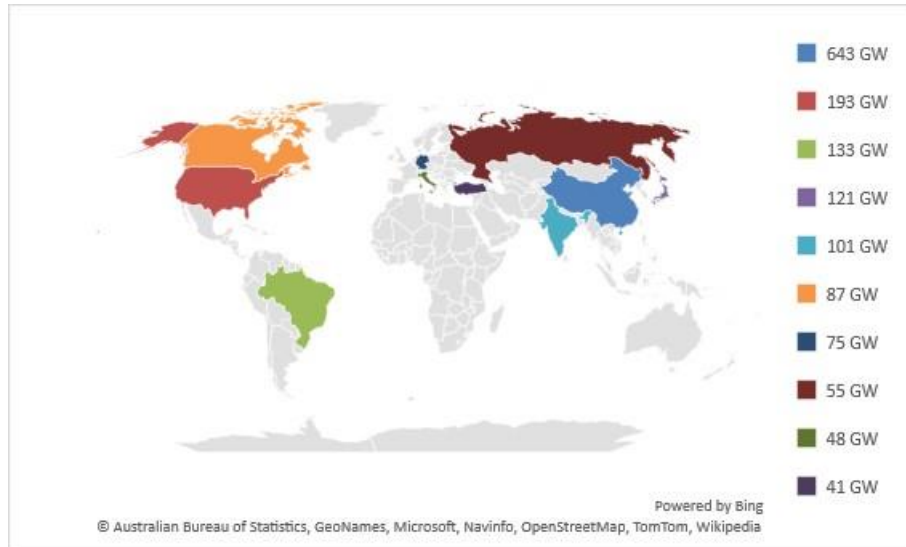 643 GW
193 GW
133 GW
121 GW
101 GW
87 GW
75 GW
55 GW
48 GW
41 GW
Powered by Bing
© Australian Bureau of Statistics, GeoNames, Microsoft, Navinfo, OpenStreetMap, TomTom, Wikipedia